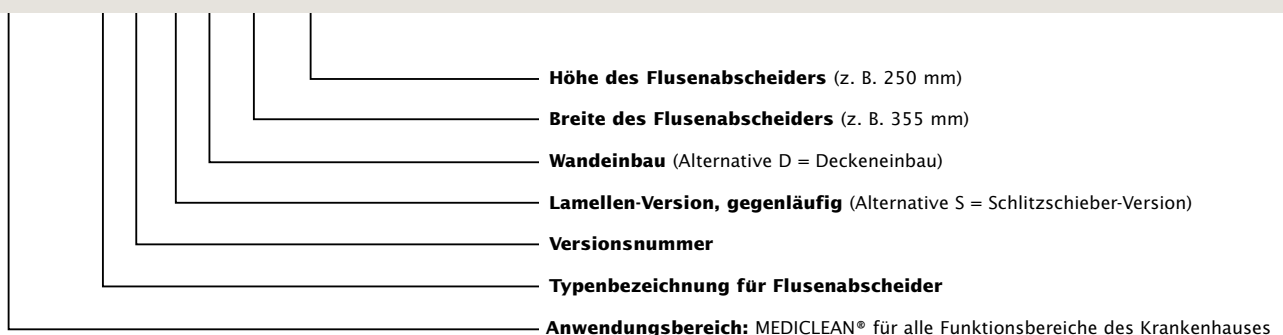 Höhe des Flusenabscheiders (z. B. 250 mm)
Breite des Flusenabscheiders (z. B. 355 mm)
Wandeinbau (Alternative D = Deckeneinbau)
Lamellen-Version, gegenläufig (Alternative S = Schlitzschieber-Version)
Versionsnummer
Typenbezeichnung für Flusenabscheider
Anwendungsbereich: MEDICLEAN® für alle Funktionsbereiche des Krankenhauses